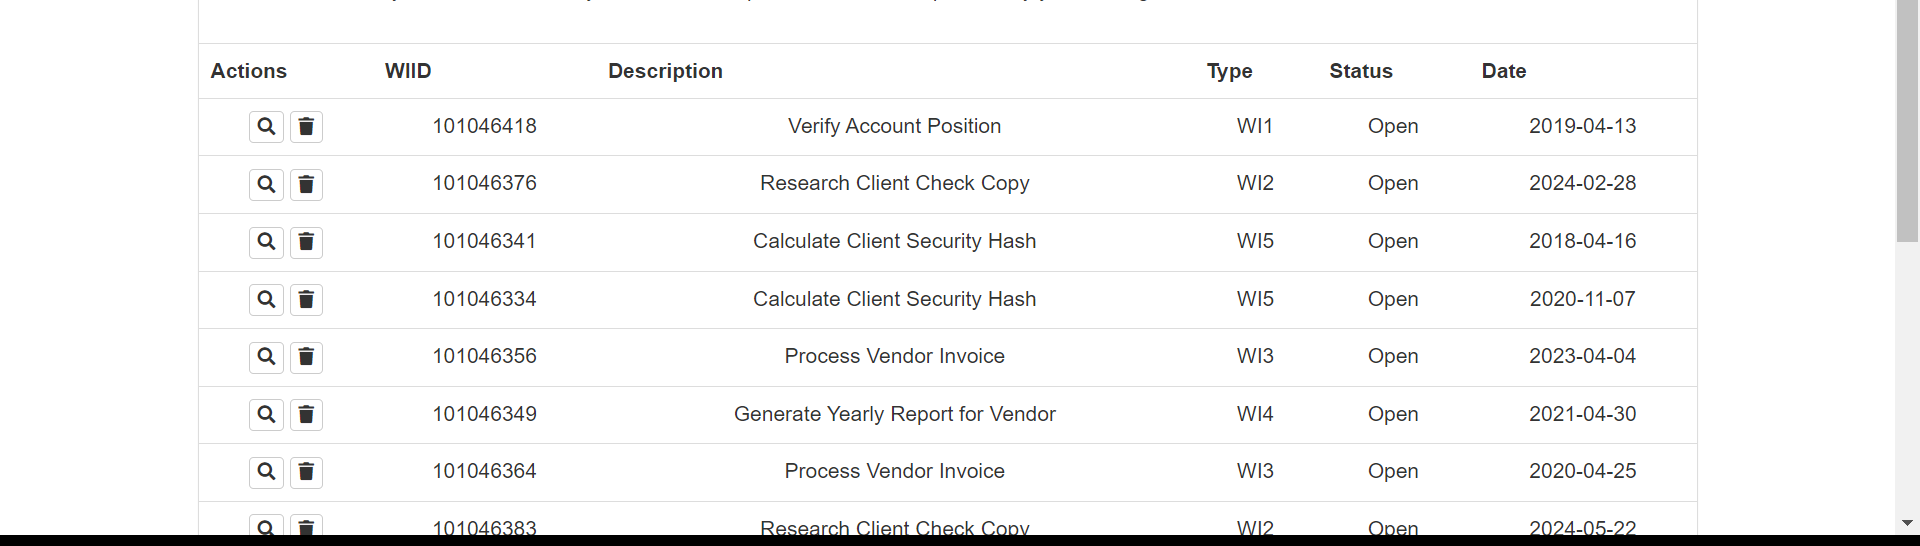 Actions WIID Description Type Status Date
101046418 Verify Account Position WI1 Open 2019-04-13
101046376 Research Client Check Copy WI2 Open 2024-02-28
101046341 Calculate Client Security Hash WI5 Open 2018-04-16
101046334 Calculate Client Security Hash WI5 Open 2020-11-07
101046356 Process Vendor Invoice WI3 Open 2023-04-04
101046349 Generate Yearly Report for Vendor WI4 Open 2021-04-30
101046364 Process Vendor Invoice WI3 Open 2020-04-25
101046383 Research Client Check Copy WI2 Open 2024-05-22